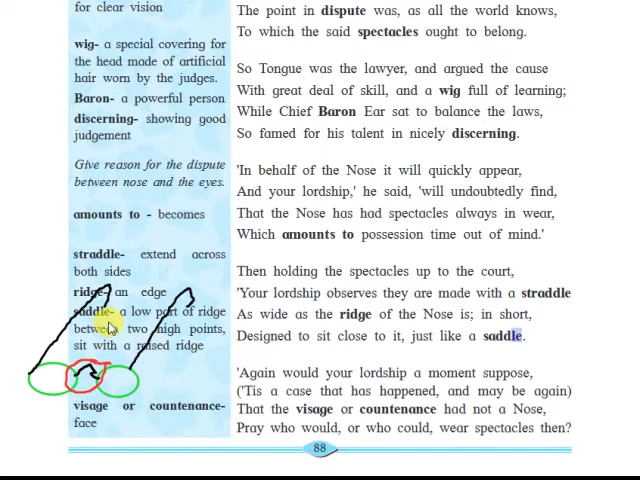 for clear vision
wig- a special covering for
the head made of artificial
hair worn by the judges.
Baron- a powerful person
discerning- showing good
judgement
Give reason for the dispute
between nose and the eyes.
amounts to - becomes
straddle- extend across
both sides
ridge- an edge
saddle- a low part of ridge
between two high points,
sit with a raised ridge
visage or countenance-
face
The point in dispute was, as all the world knows,
To which the said spectacles ought to belong.
So Tongue was the lawyer, and argued the cause
With great deal of skill, and a wig full of learning;
While Chief Baron Ear sat to balance the laws,
So famed for his talent in nicely discerning.
'In behalf of the Nose it will quickly appear,
And your lordship,' he said, 'will undoubtedly find,
That the Nose has had spectacles always in wear,
Which amounts to possession time out of mind.'
Then holding the spectacles up to the court,
'Your lordship observes they are made with a straddle
As wide as the ridge of the Nose is; in short,
Designed to sit close to it, just like a saddle.
'Again would your lordship a moment suppose,
('Tis a case that has happened, and may be again)
That the visage or countenance had not a Nose,
Pray who would, or who could, wear spectacles then?
88